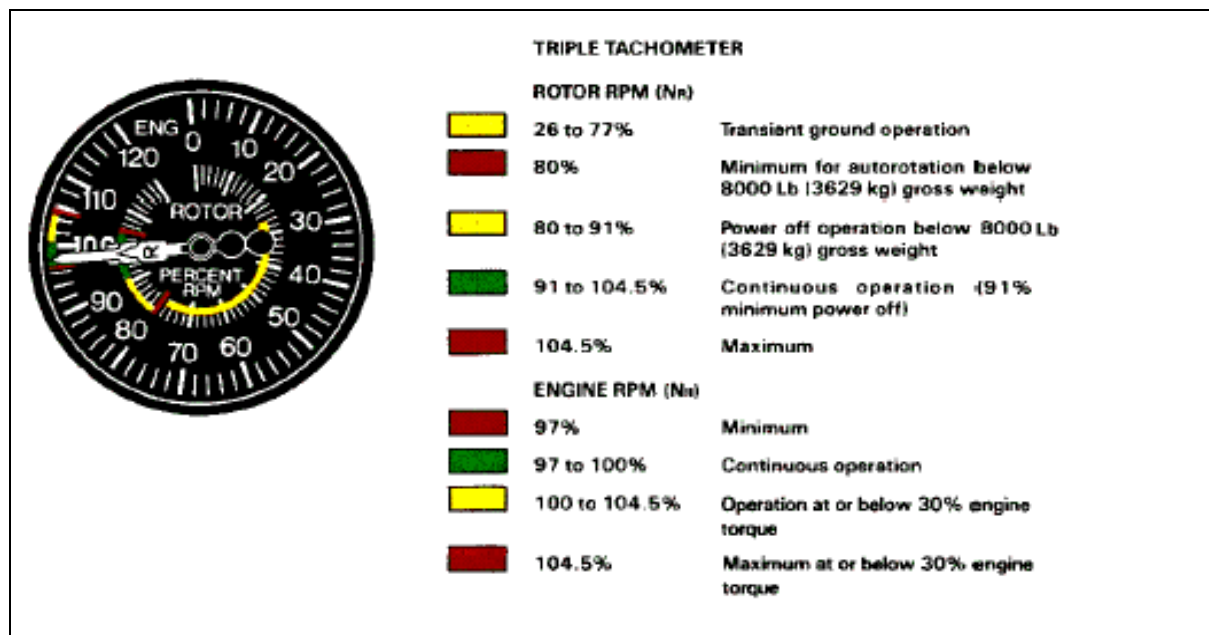 TRIPLE TACHOMETER
ROTOR RPM (NR)
26 to 77% Transient ground operation
80% Minimum for autorotation below
8000 Lb (3629 kg) gross weight
80 to 91% Power off operation below 8000 Lb
(3629 kg) gross weight
91 to 104.5% Continuous operation (91%
minimum power off)
104.5% Maximum
ENGINE RPM (NII)
97% Minimum
97 to 100% Continuous operation
100 to 104.5% Operation at or below 30% engine
torque
104.5% Maximum at or below 30% engine
torque
ENG
0
10
20
30
40
50
60
70
80
90
100
110
120
ROTOR
R
PERCENT
RPM